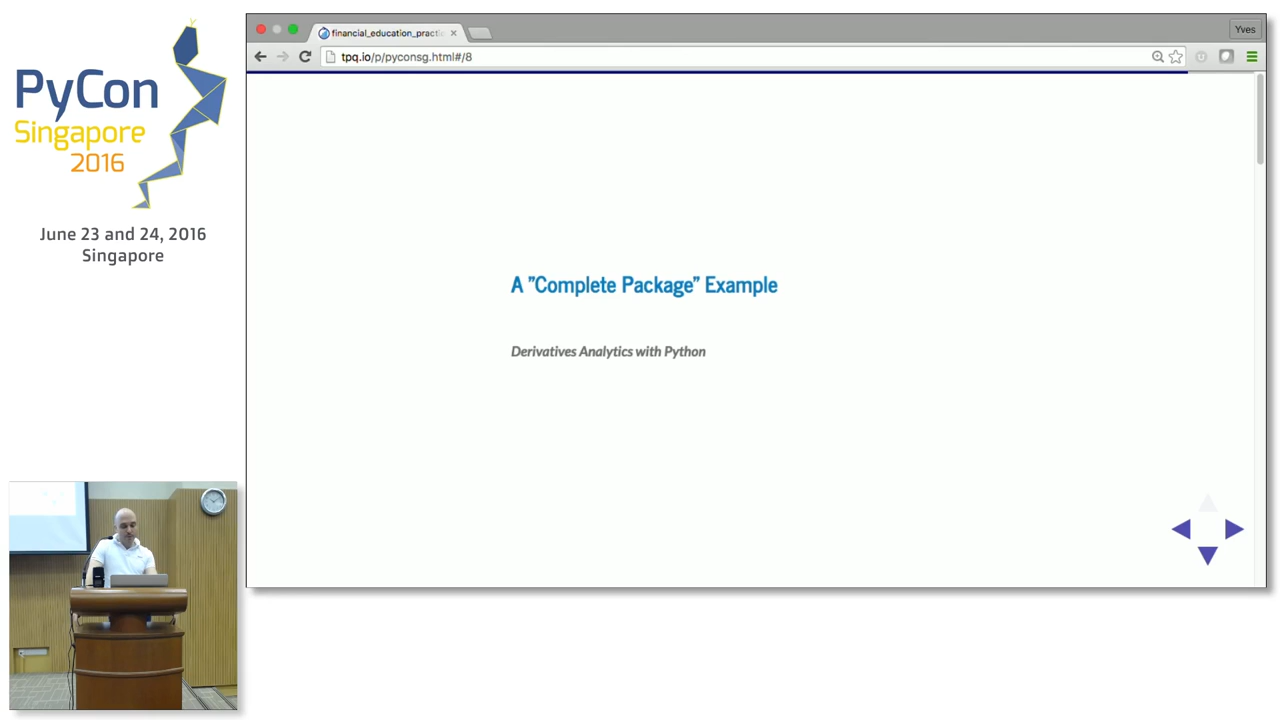 PyCon
Singapore
2016
June 23 and 24, 2016
Singapore
financial_education_practi
Yves
tpq.io/p/pyconsg.html#/8
A "Complete Package" Example
Derivatives Analytics with Python